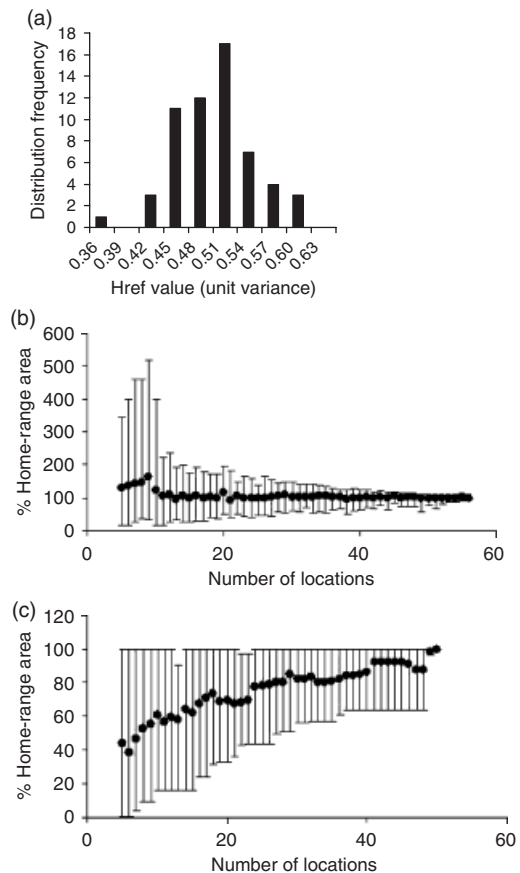 (a)
18
16
14
12
10
8
6
4
2
0
Distribution frequency
0.36 0.39 0.42 0.45 0.48 0.51 0.54 0.57 0.60 0.63
Href value (unit variance)
(b)
600
500
400
300
200
100
0
% Home-range area
0 20 40 60
Number of locations
(c)
120
100
80
60
40
20
0
% Home-range area
0 20 40 60
Number of locations